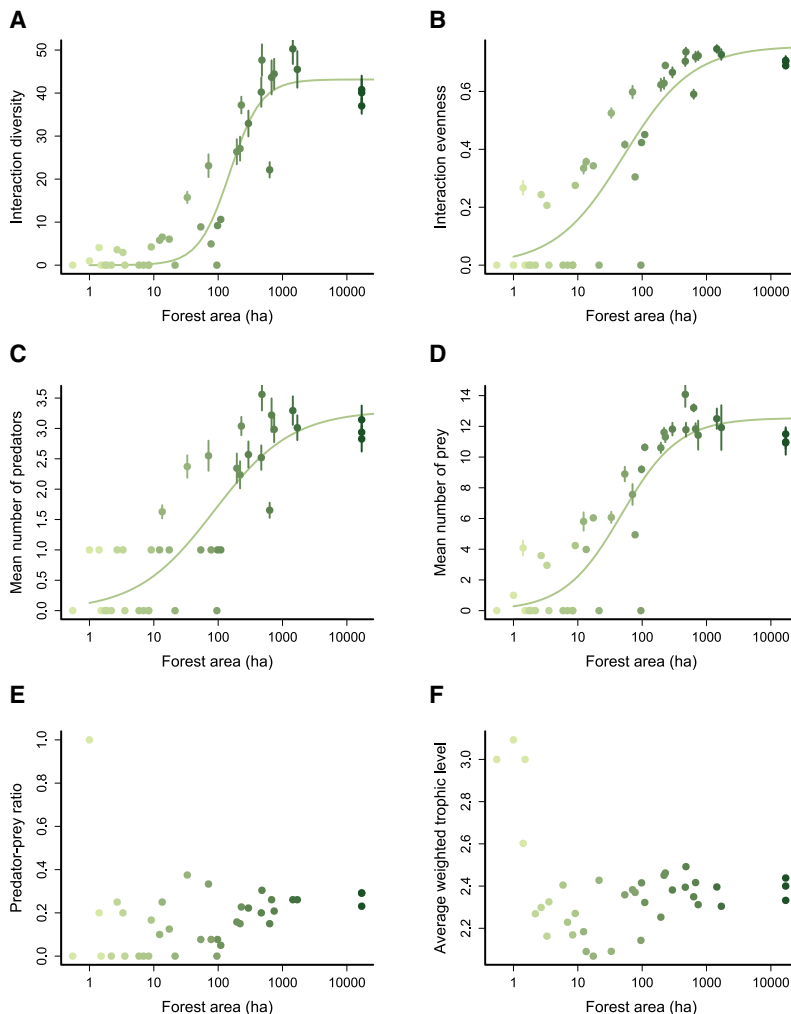 A
Interaction diversity
50
40
30
20
10
0
1 10 100 1000 10000
Forest area (ha)
B
Interaction evenness
0.6
0.4
0.2
0.0
1 10 100 1000 10000
Forest area (ha)
C
Mean number of predators
3.5
3.0
2.5
2.0
1.5
1.0
0.5
0.0
1 10 100 1000 10000
Forest area (ha)
D
Mean number of prey
14
12
10
8
6
4
2
0
1 10 100 1000 10000
Forest area (ha)
E
Predator-prey ratio
1.0
0.8
0.6
0.4
0.2
0.0
1 10 100 1000 10000
Forest area (ha)
F
Average weighted trophic level
3.0
2.8
2.6
2.4
2.2
1 10 100 1000 10000
Forest area (ha)